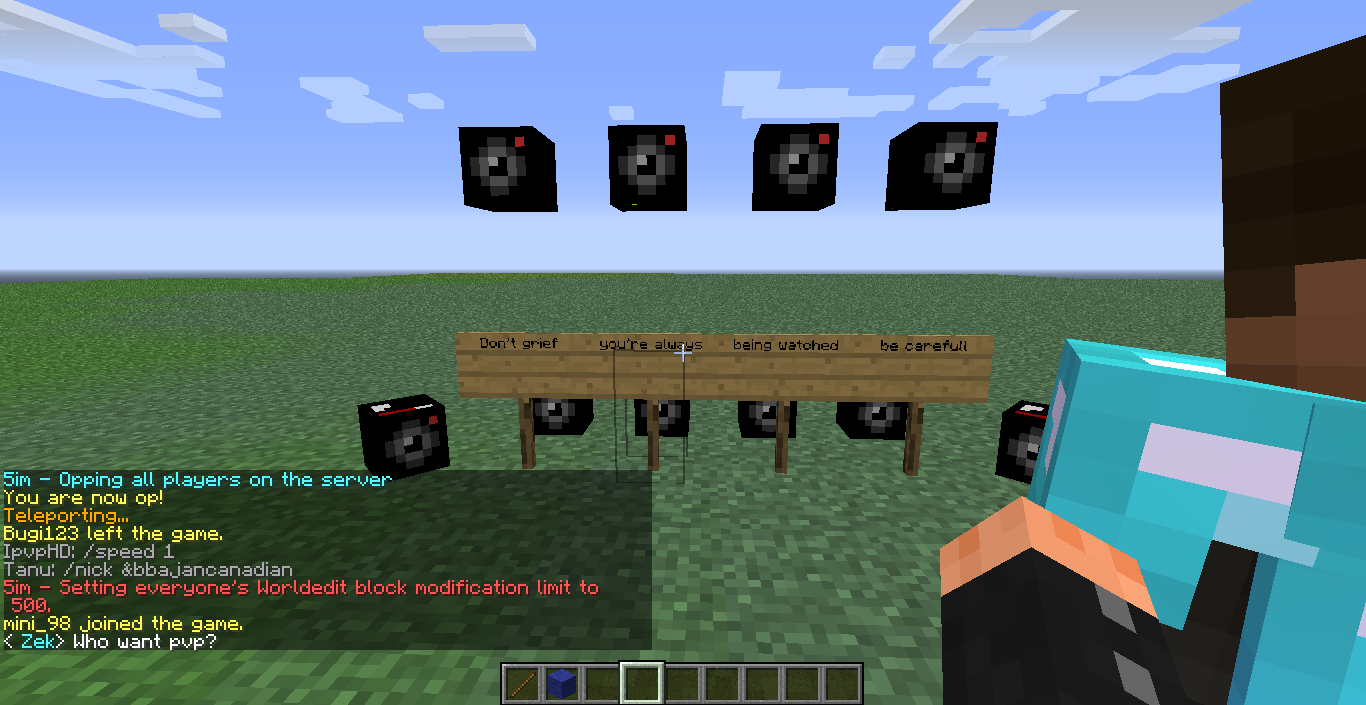 Don't grief
you're always
being watched
be carefull
5im - Opping all players on the server
You are now op!
Teleporting...
Bugi123 left the game.
IpvpHD: /speed 1
Tanu: /nick &bbajancanadian
5im - Setting everyone's Worldedit block modification limit to
500.
mini_98 joined the game.
< Zek> Who want pvp?